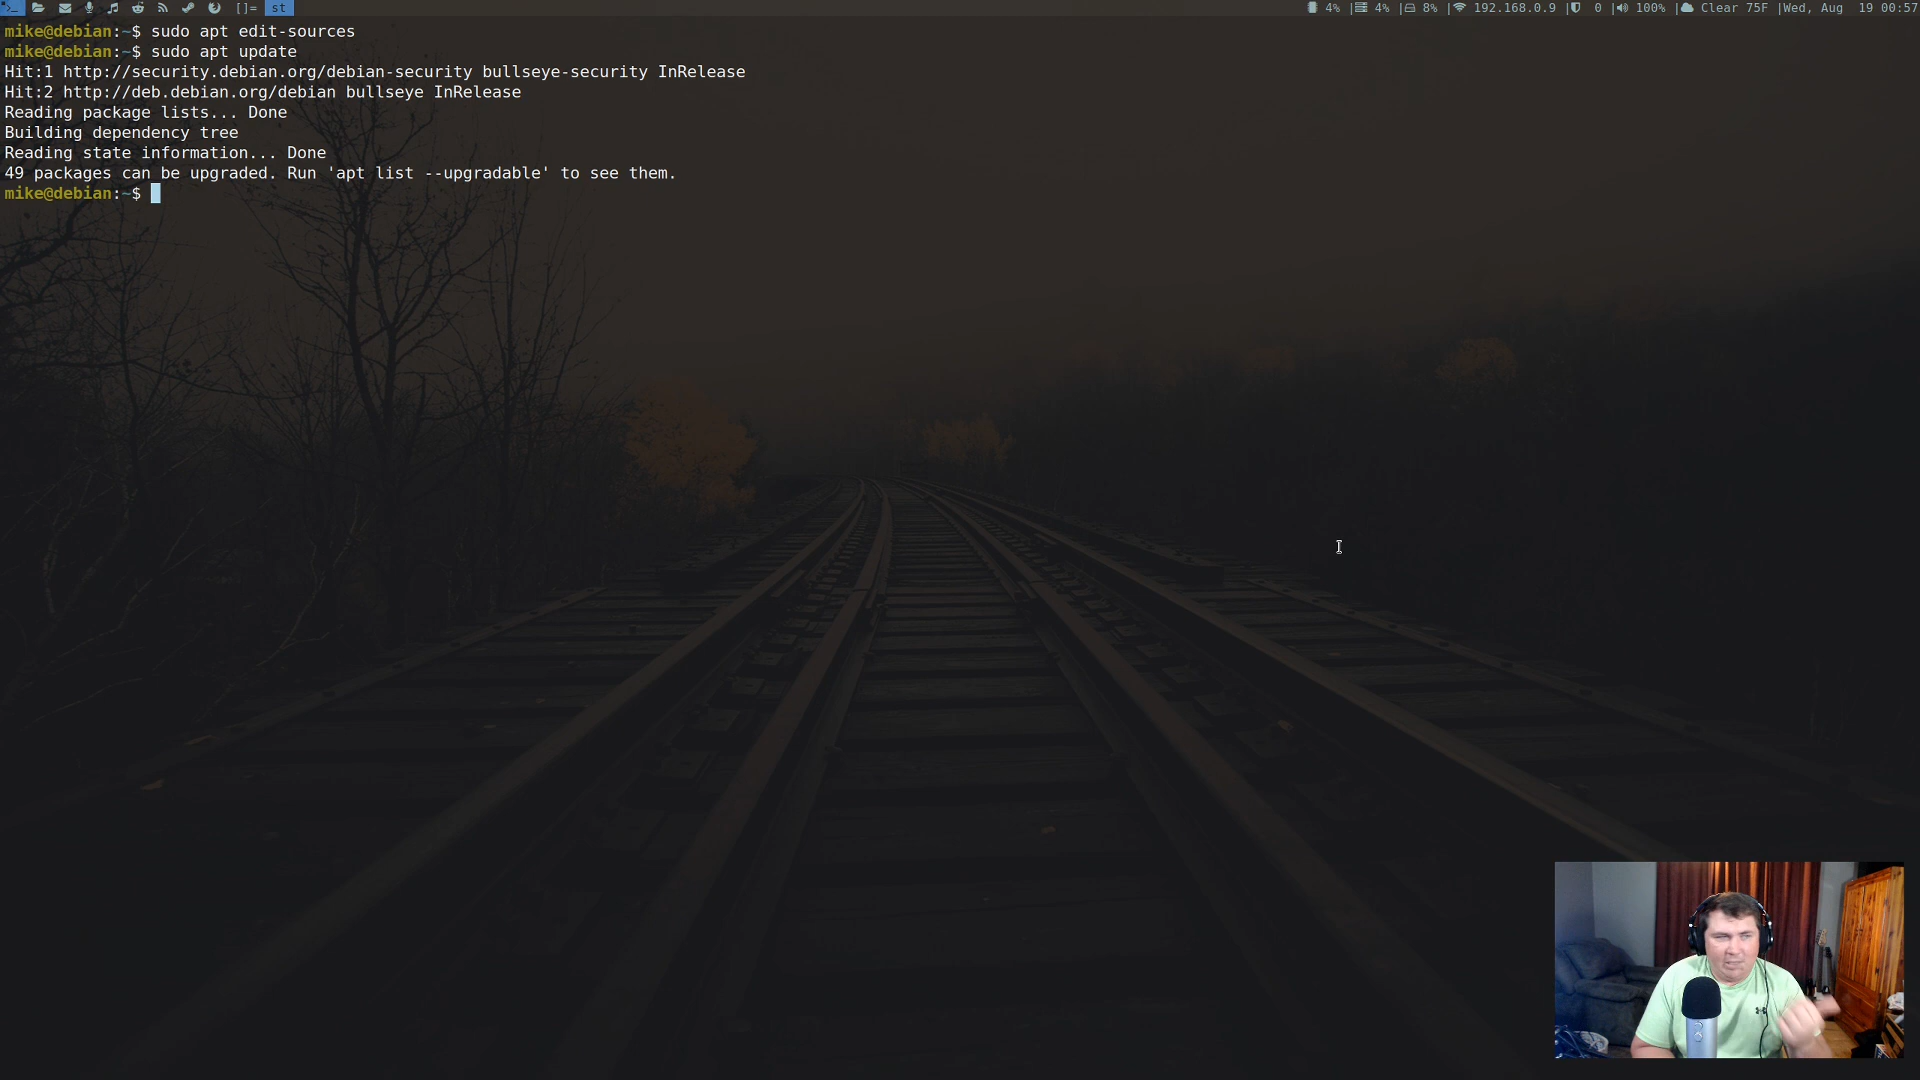 []= st 4% | 4% | 8% | 192.168.0.9 | 0 | 100% | Clear 75F |Wed, Aug 19 00:57
mike@debian:~$ sudo apt edit-sources
mike@debian:~$ sudo apt update
Hit:1 http://security.debian.org/debian-security bullseye-security InRelease
Hit:2 http://deb.debian.org/debian bullseye InRelease
Reading package lists... Done
Building dependency tree
Reading state information... Done
49 packages can be upgraded. Run 'apt list --upgradable' to see them.
mike@debian:~$